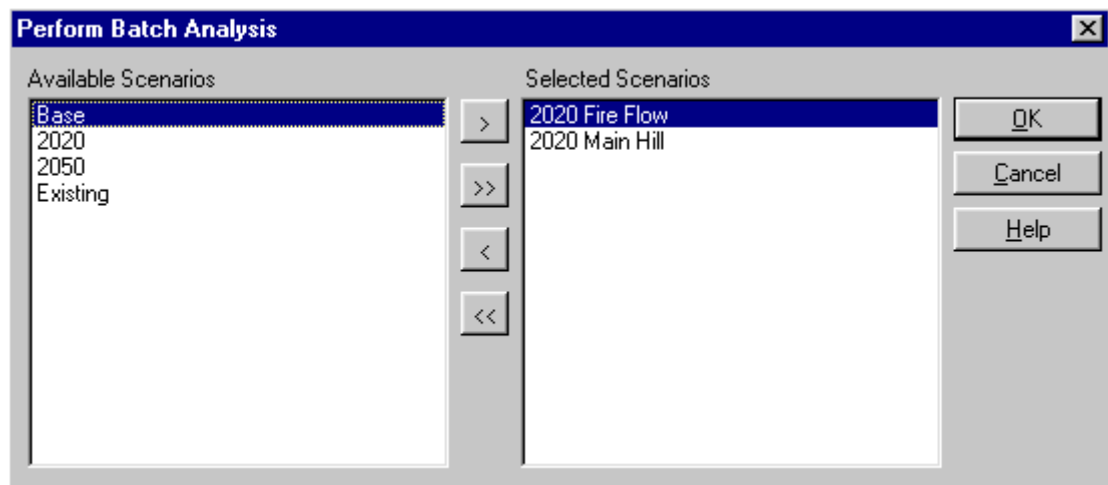 Perform Batch Analysis
Available Scenarios
Base
2020
2050
Existing
>
>>
<
<<
Selected Scenarios
2020 Fire Flow
2020 Main Hill
OK
Cancel
Help